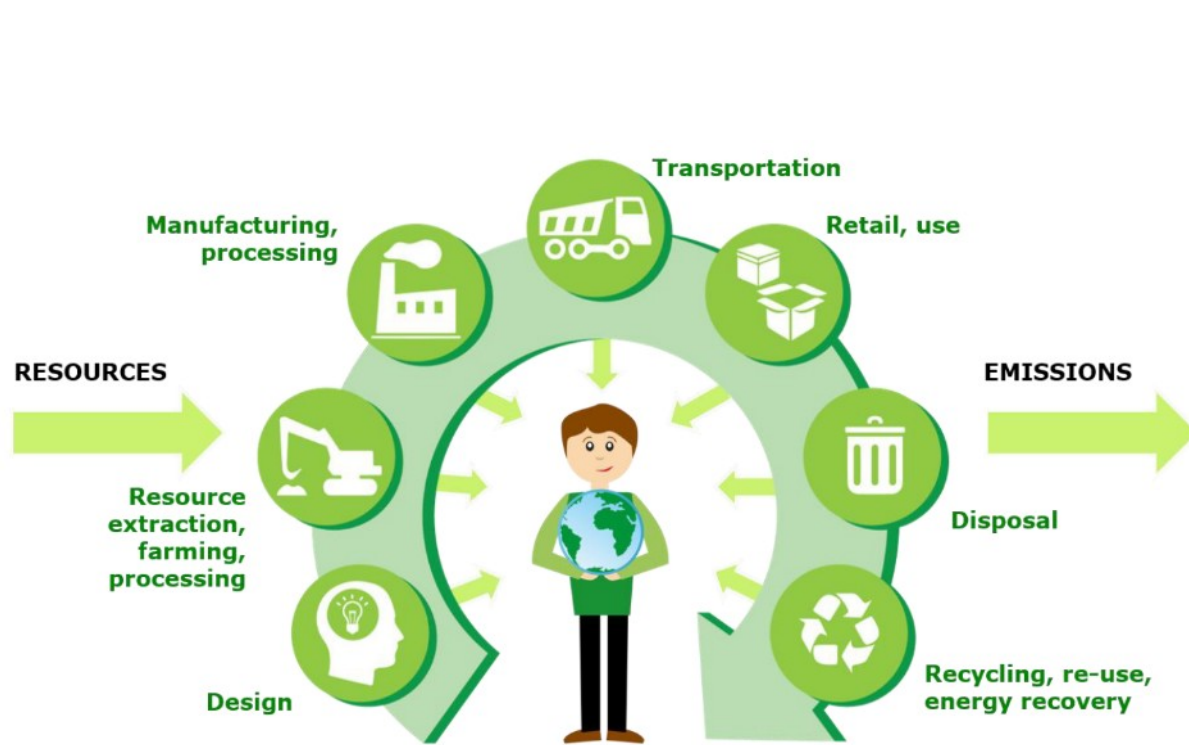 Transportation
Manufacturing,
processing
Retail, use
RESOURCES
EMISSIONS
Resource
extraction,
farming,
processing
Disposal
Design
Recycling, re-use,
energy recovery